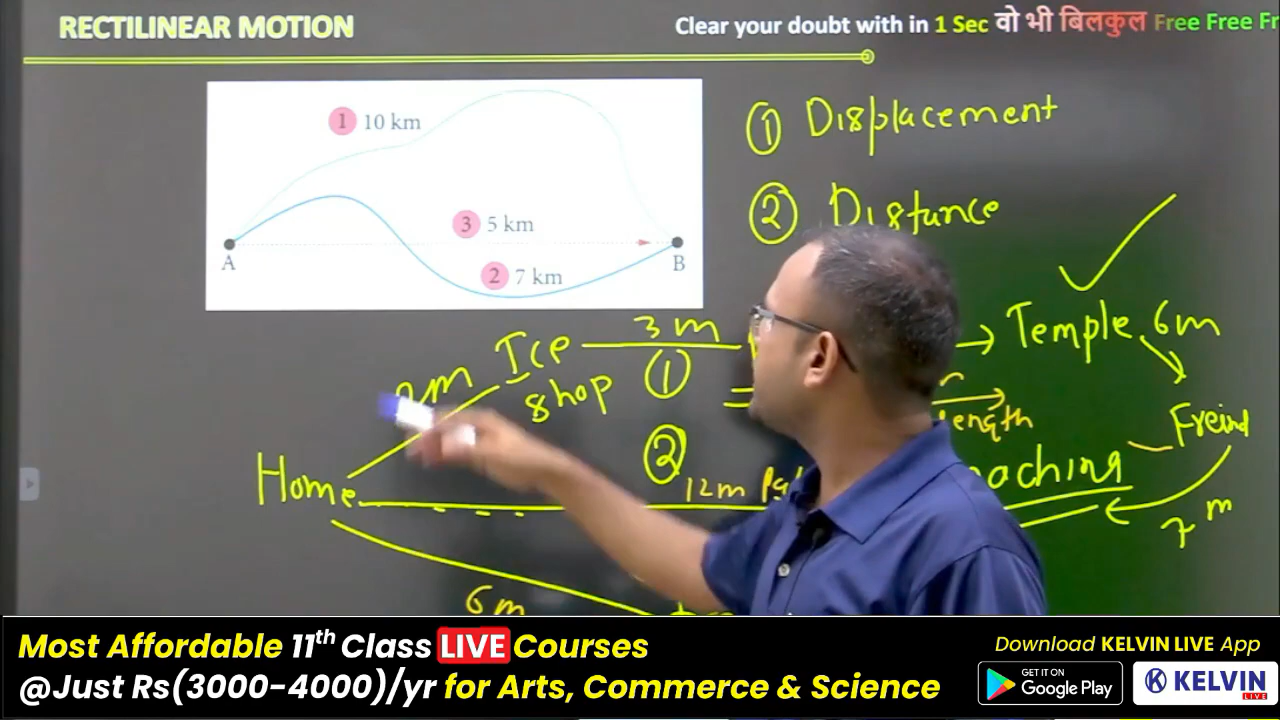 RECTILINEAR MOTION
Clear your doubt with in 1 Sec वो भी बिलकुल Free Free Fr
1 10 km
3 5 km
A
B
2 7 km
① Displacement
② Distance
Temple 6m
Ice
shop
3 m
①
length
Freind
②
12m
Home
7 m
6 m
Most Affordable 11th Class LIVE Courses
@Just Rs(3000-4000)/yr for Arts, Commerce & Science
Download KELVIN LIVE App
GET IT ON
Google Play
KELVIN
LIVE